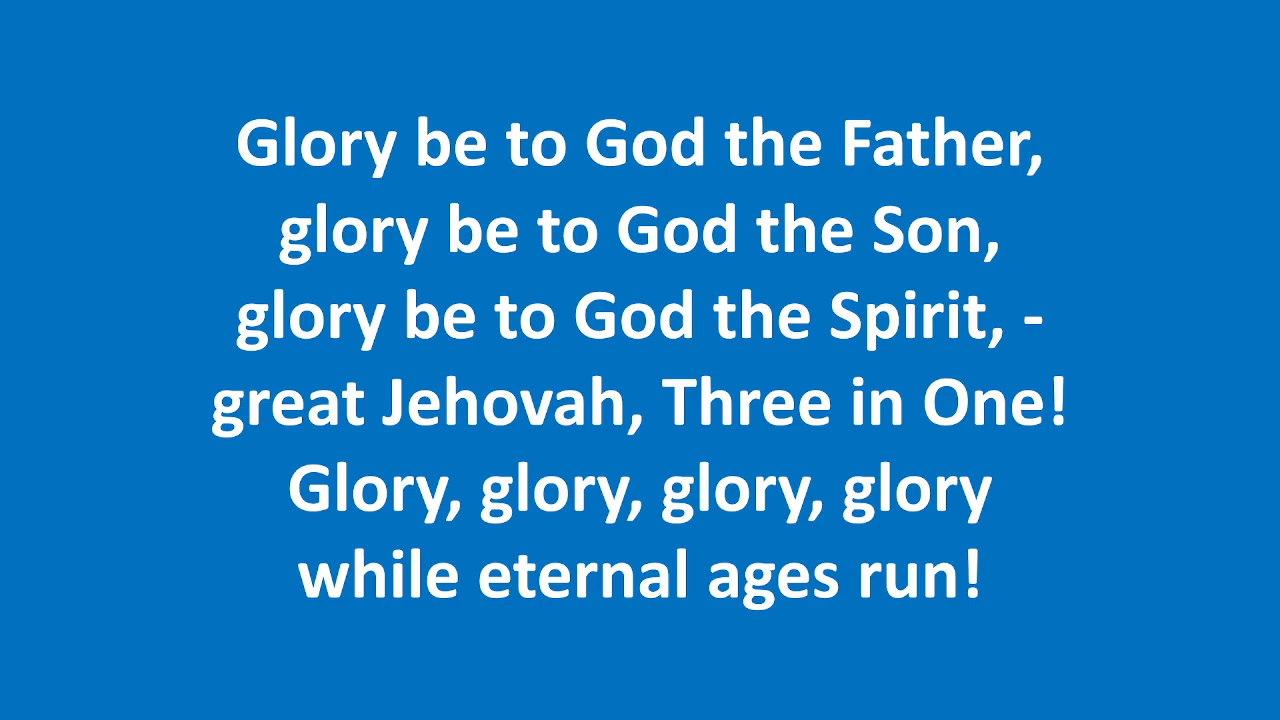 Glory be to God the Father,
glory be to God the Son,
glory be to God the Spirit, -
great Jehovah, Three in One!
Glory, glory, glory, glory
while eternal ages run!